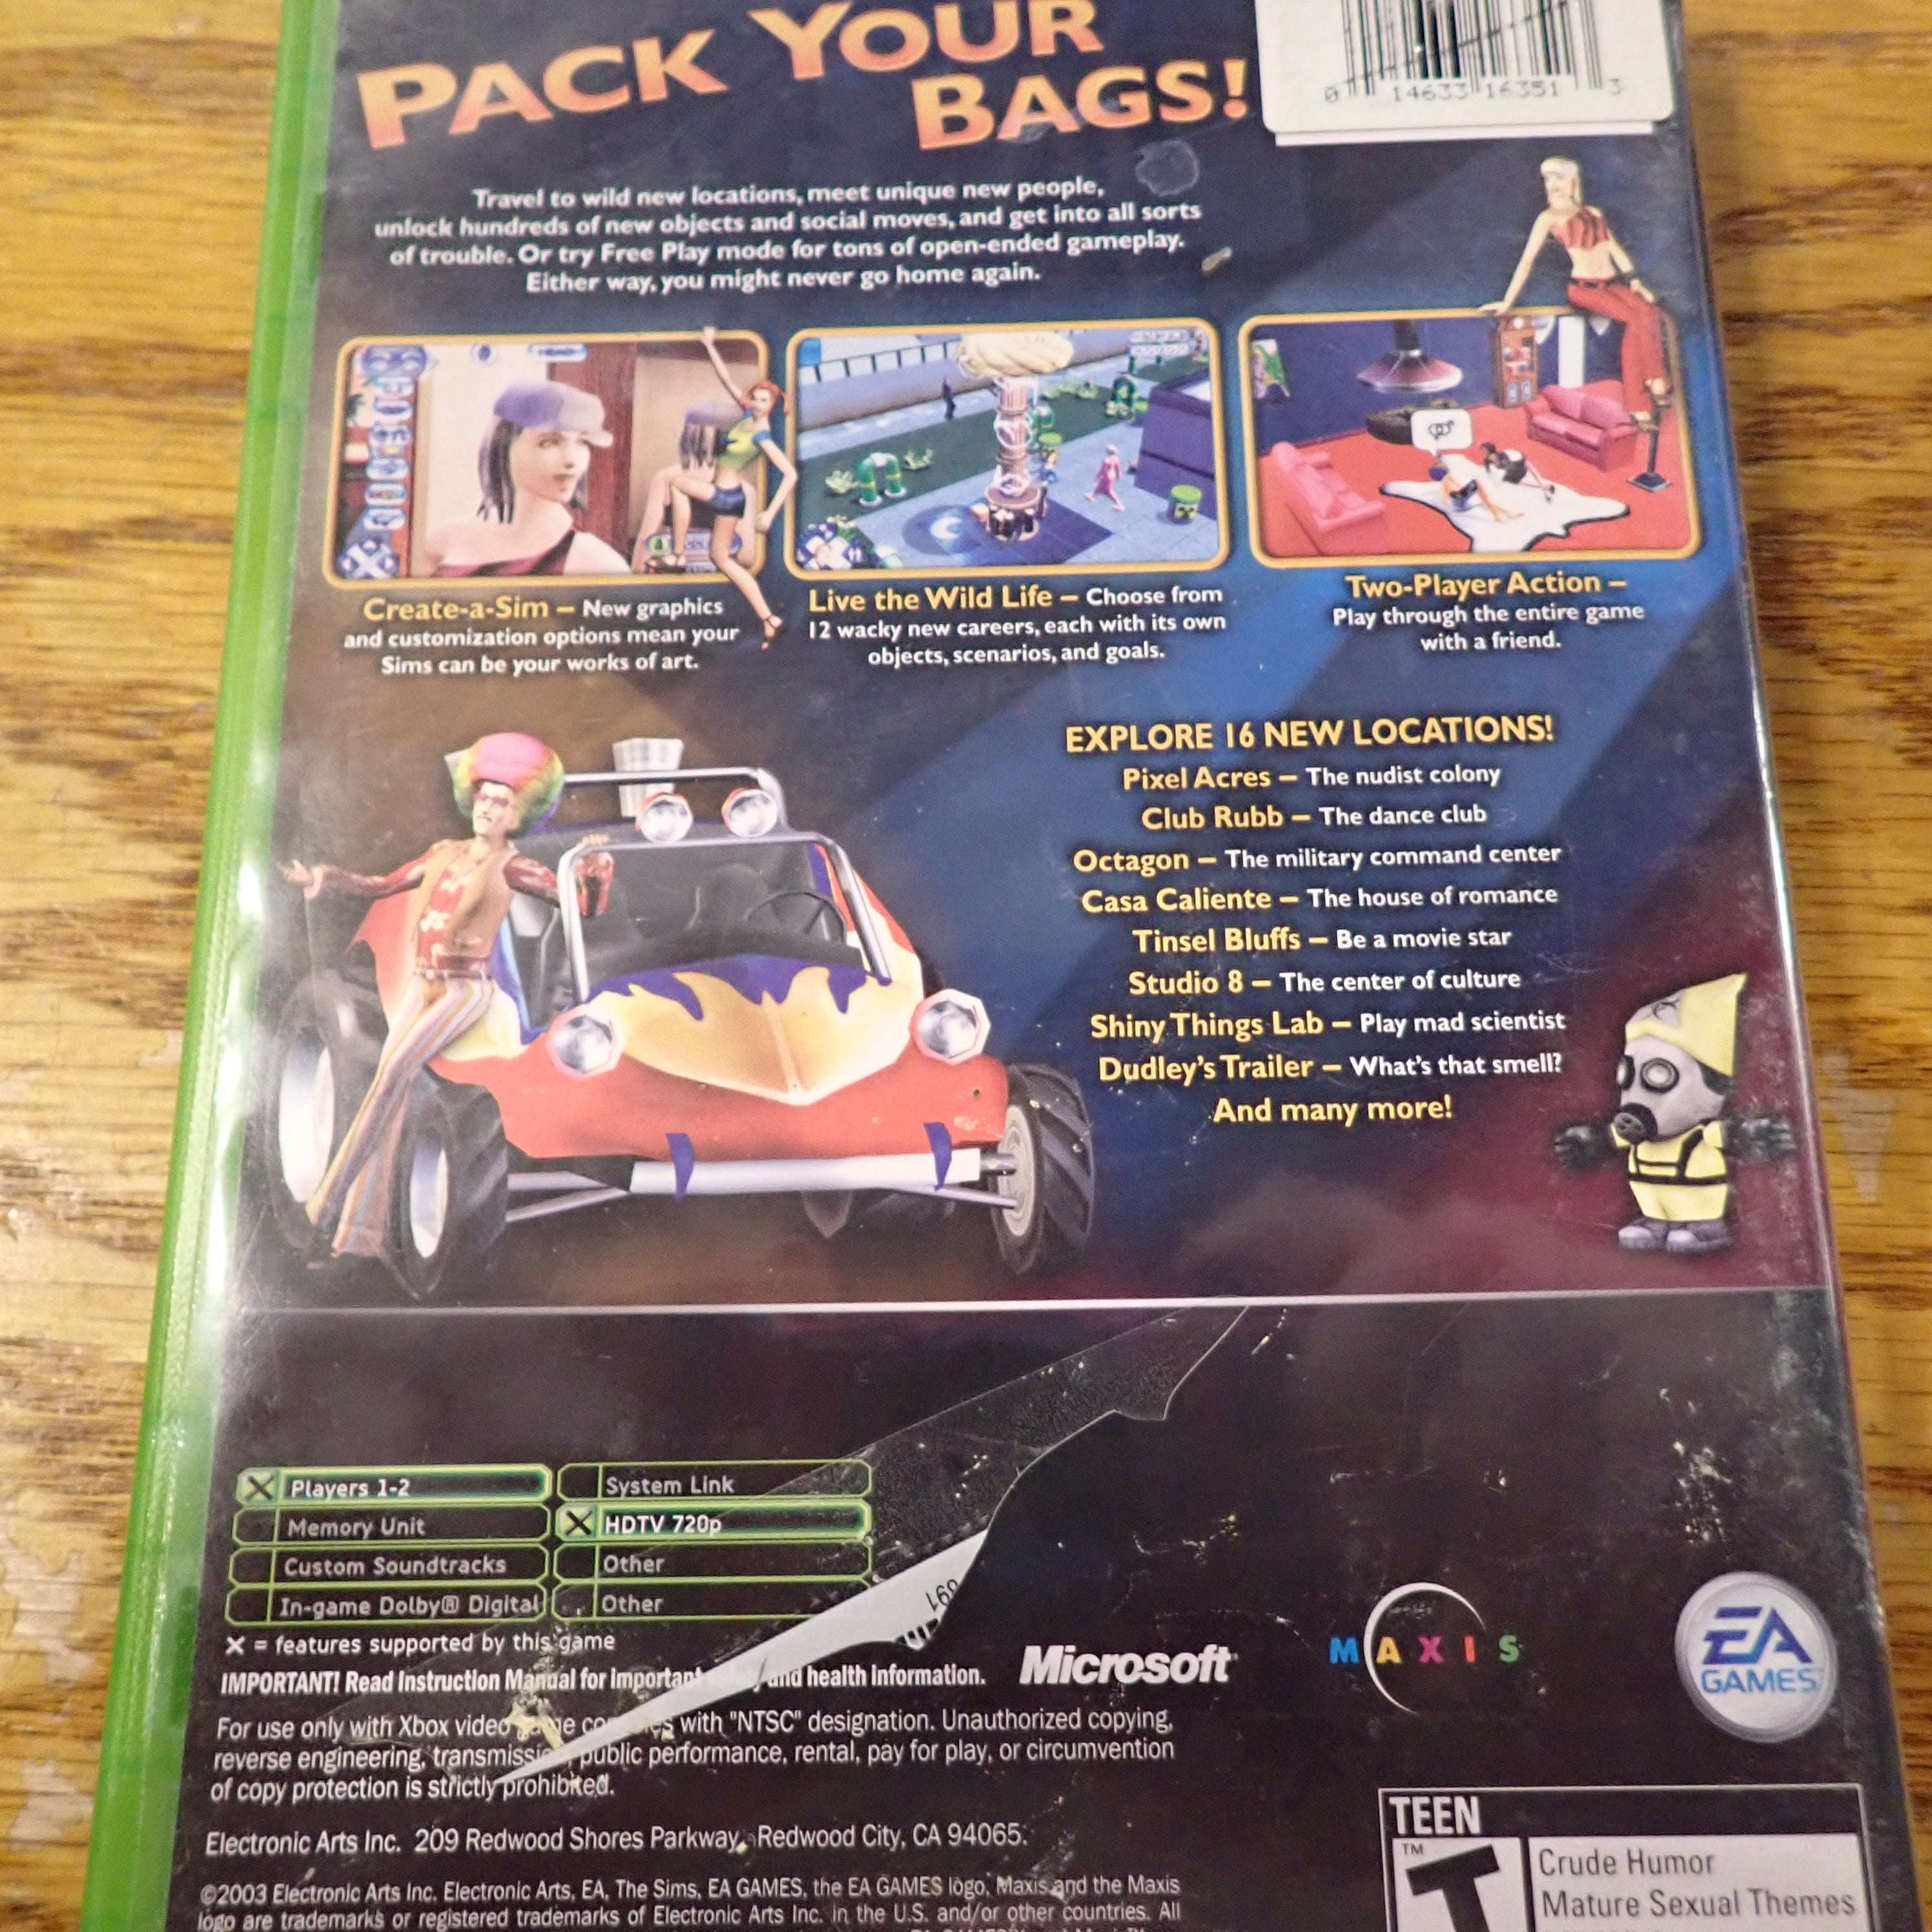 PACK YOUR
BAGS!
0 14633 16351 3
Travel to wild new locations, meet unique new people,
unlock hundreds of new objects and social moves, and get into all sorts
of trouble. Or try Free Play mode for tons of open-ended gameplay.
Either way, you might never go home again.
Create-a-Sim – New graphics
and customization options mean your
Sims can be your works of art.
Live the Wild Life – Choose from
12 wacky new careers, each with its own
objects, scenarios, and goals.
Two-Player Action –
Play through the entire game
with a friend.
EXPLORE 16 NEW LOCATIONS!
Pixel Acres – The nudist colony
Club Rubb – The dance club
Octagon – The military command center
Casa Caliente – The house of romance
Tinsel Bluffs – Be a movie star
Studio 8 – The center of culture
Shiny Things Lab – Play mad scientist
Dudley's Trailer – What's that smell?
And many more!
X Players 1-2
Memory Unit
Custom Soundtracks
In-game Dolby® Digital
System Link
X HDTV 720p
Other
Other
X = features supported by this game
IMPORTANT! Read Instruction Manual for important and health information.
For use only with Xbox video with "NTSC" designation. Unauthorized copying,
reverse engineering, transmission, public performance, rental, pay for play, or circumvention
of copy protection is strictly prohibited.
Microsoft
MAXIS
EA
GAMES
Electronic Arts Inc. 209 Redwood Shores Parkway, Redwood City, CA 94065.
©2003 Electronic Arts Inc. Electronic Arts, EA, The Sims, EA GAMES, the EA GAMES logo, Maxis and the Maxis
logo are trademarks or registered trademarks of Electronic Arts Inc. in the U.S. and/or other countries. All
TEEN
T
™
Crude Humor
Mature Sexual Themes